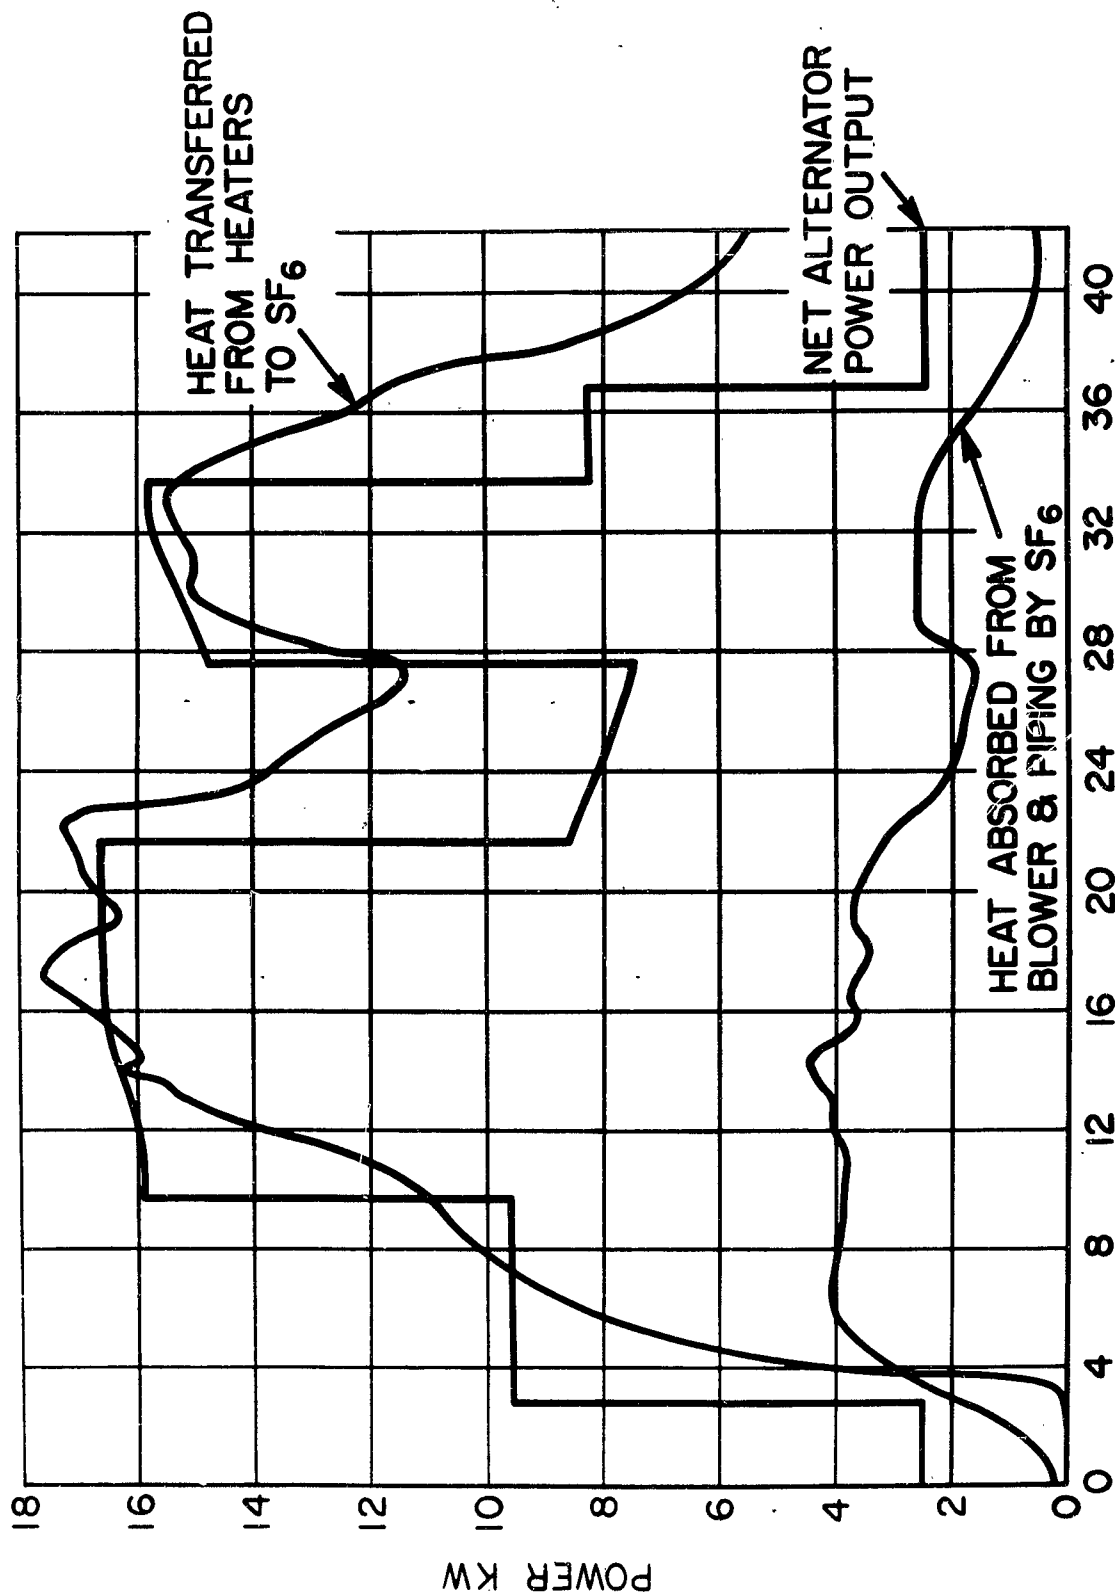 POWER KW
18
16
14
12
10
8
6
4
2
0
HEAT TRANSFERRED
FROM HEATERS
TO SF6
NET ALTERNATOR
POWER OUTPUT
HEAT ABSORBED FROM
BLOWER & PIPING BY SF6
0
4
8
12
16
20
24
28
32
36
40